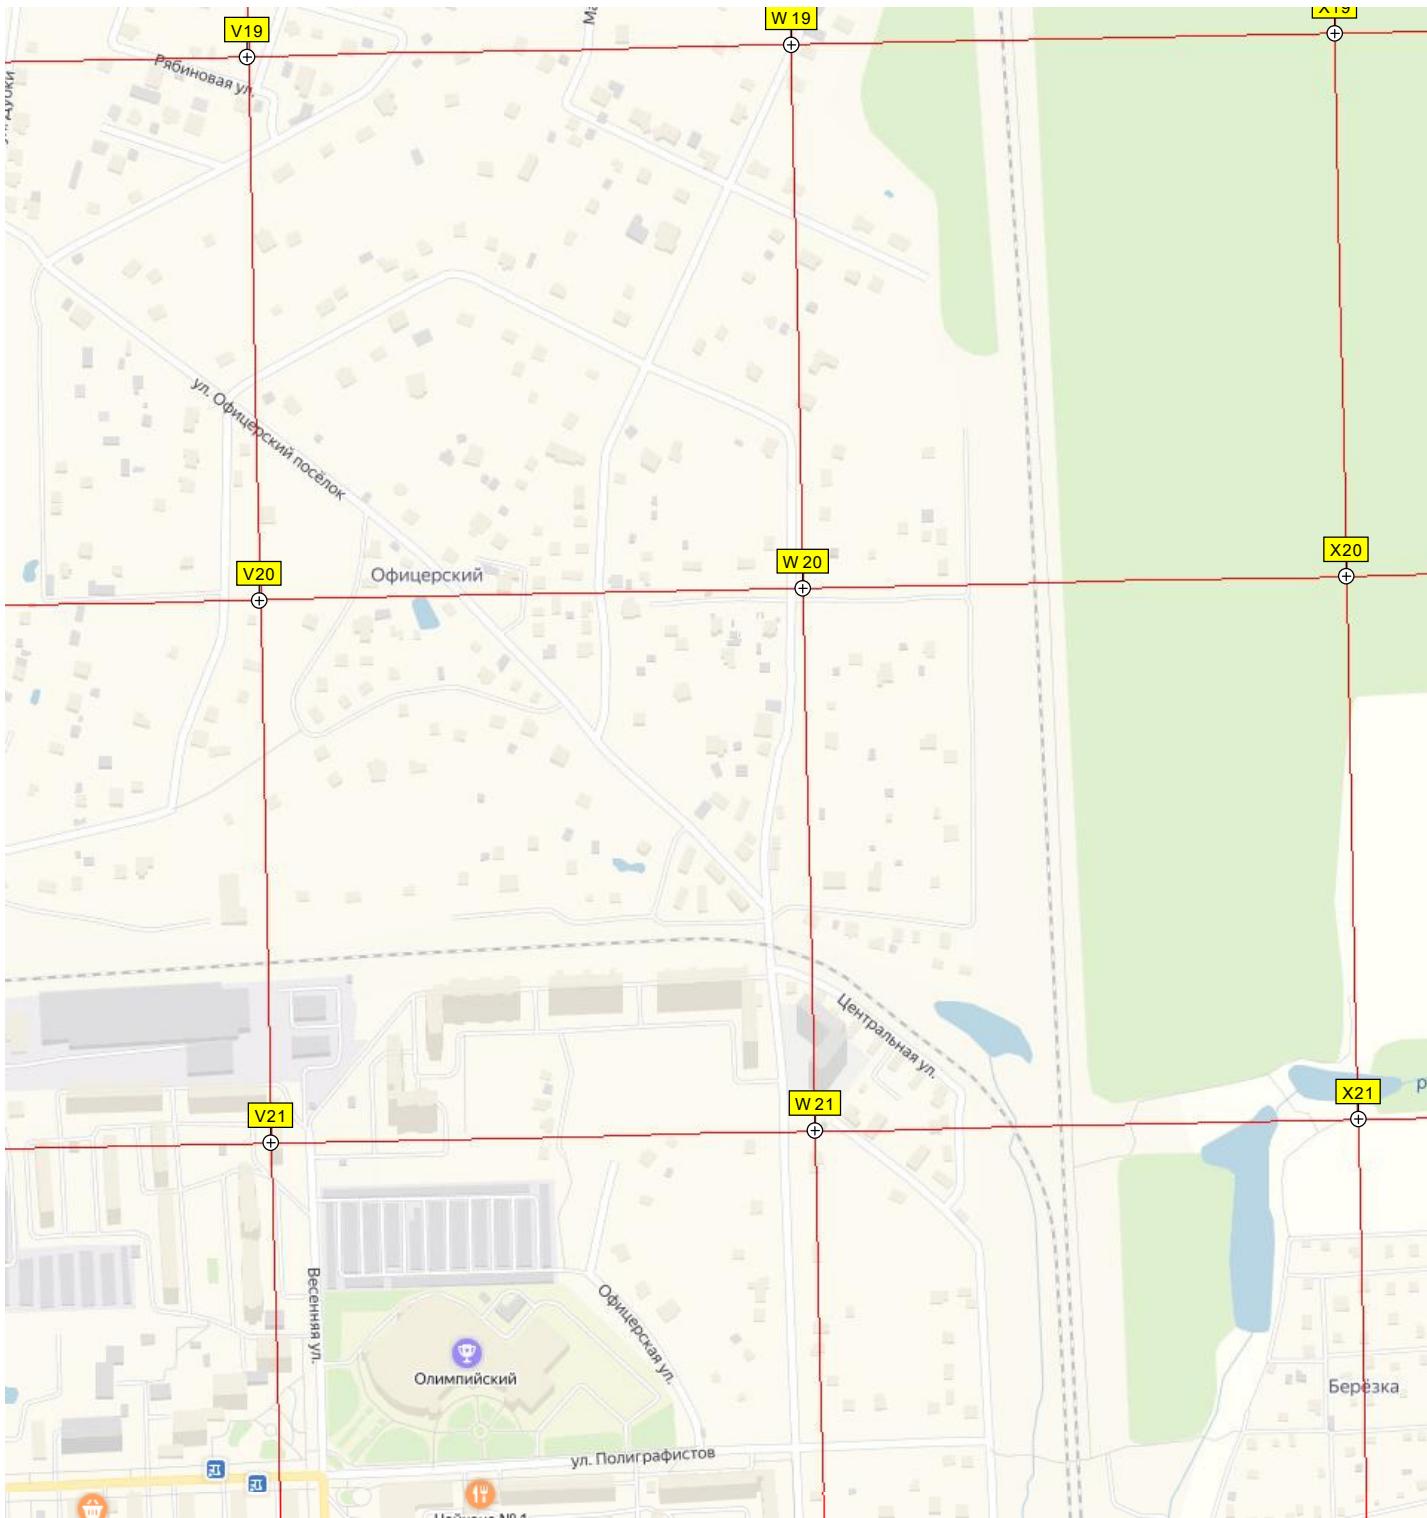 V19
W 19
X19
Рябиновая ул.
ул. Офицерский посёлок
V20
Офицерский
W 20
X20
Центральная ул.
V21
W 21
X21
Весенняя ул.
Офицерская ул.
Олимпийский
Берёзка
ул. Полиграфистов